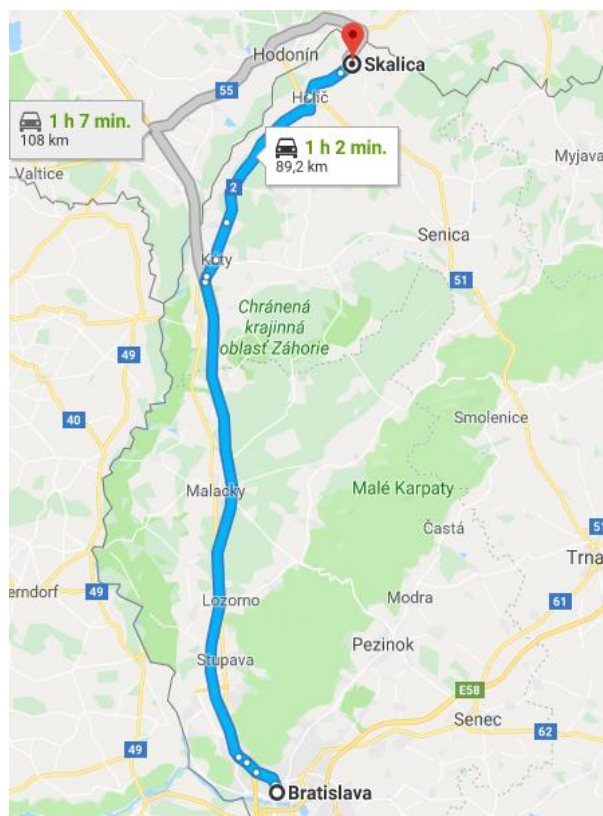 Hodonín
Skalica
55
Holíč
1 h 7 min.
108 km
1 h 2 min.
89,2 km
Valtice
Myjava
2
Senica
Kúty
51
Chránená
krajinná
oblasť Záhorie
49
40
Smolenice
Malacky
Malé Karpaty
Častá
51
Trna
erndorf
49
Lozorno
Modra
61
Stupava
Pezinok
E58
Senec
62
49
Bratislava